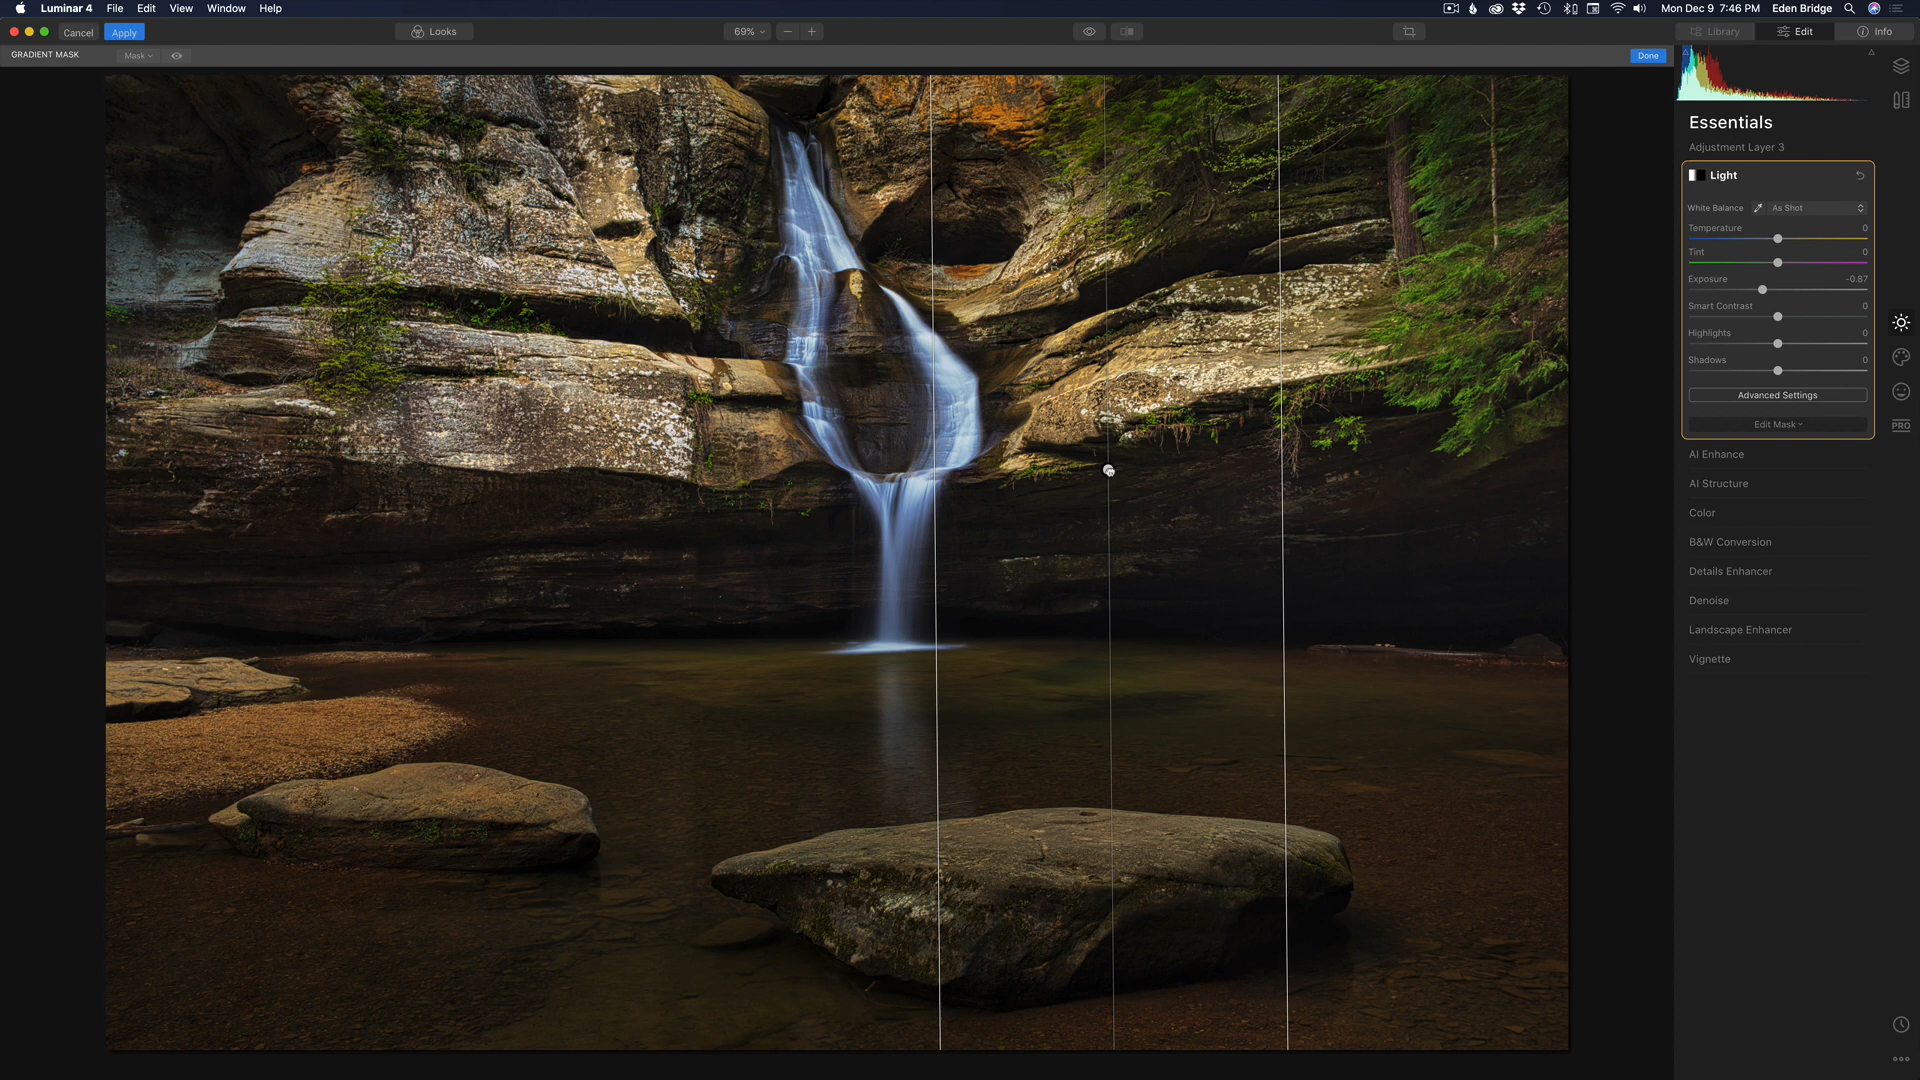 Luminar 4 File Edit View Window Help
Mon Dec 9 7:46 PM Eden Bridge
Cancel Apply Looks 69% Library Edit Info
GRADIENT MASK Mask Done
Essentials
Adjustment Layer 3
Light
White Balance As Shot
Temperature 0
Tint 0
Exposure -0.87
Smart Contrast 0
Highlights 0
Shadows 0
Advanced Settings
Edit Mask
PRO
AI Enhance
AI Structure
Color
B&W Conversion
Details Enhancer
Denoise
Landscape Enhancer
Vignette